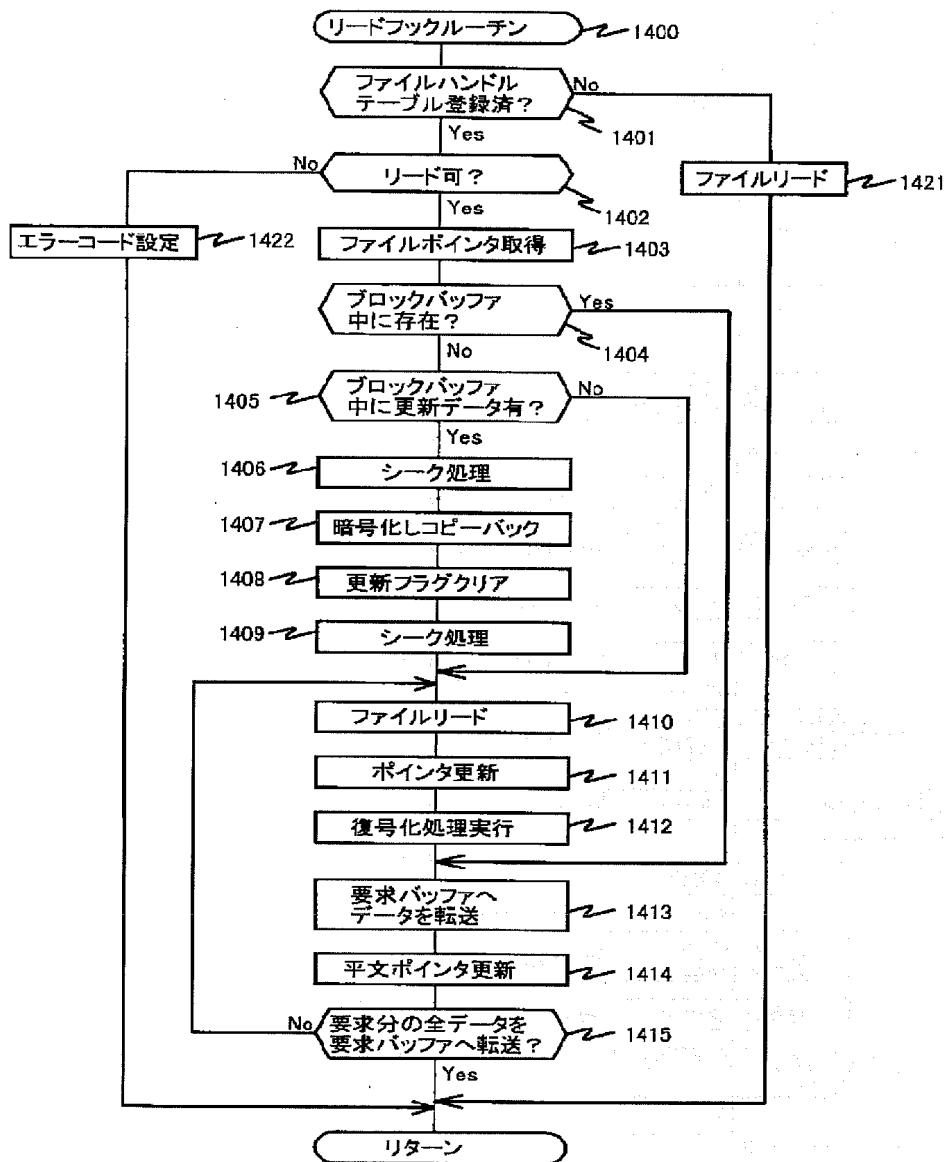 リードフックルーチン
1400
ファイルハンドル
テーブル登録済?
No
1401
Yes
No
リード可?
1402
ファイルリード
1421
Yes
エラーコード設定
1422
ファイルポインタ取得
1403
ブロックバッファ
中に存在?
Yes
1404
No
1405
ブロックバッファ
中に更新データ有?
No
Yes
1406
シーク処理
1407
暗号化しコピーバック
1408
更新フラグクリア
1409
シーク処理
ファイルリード
1410
ポインタ更新
1411
復号化処理実行
1412
要求バッファへ
データを転送
1413
平文ポインタ更新
1414
No
要求分の全データを
要求バッファへ転送?
1415
Yes
リターン